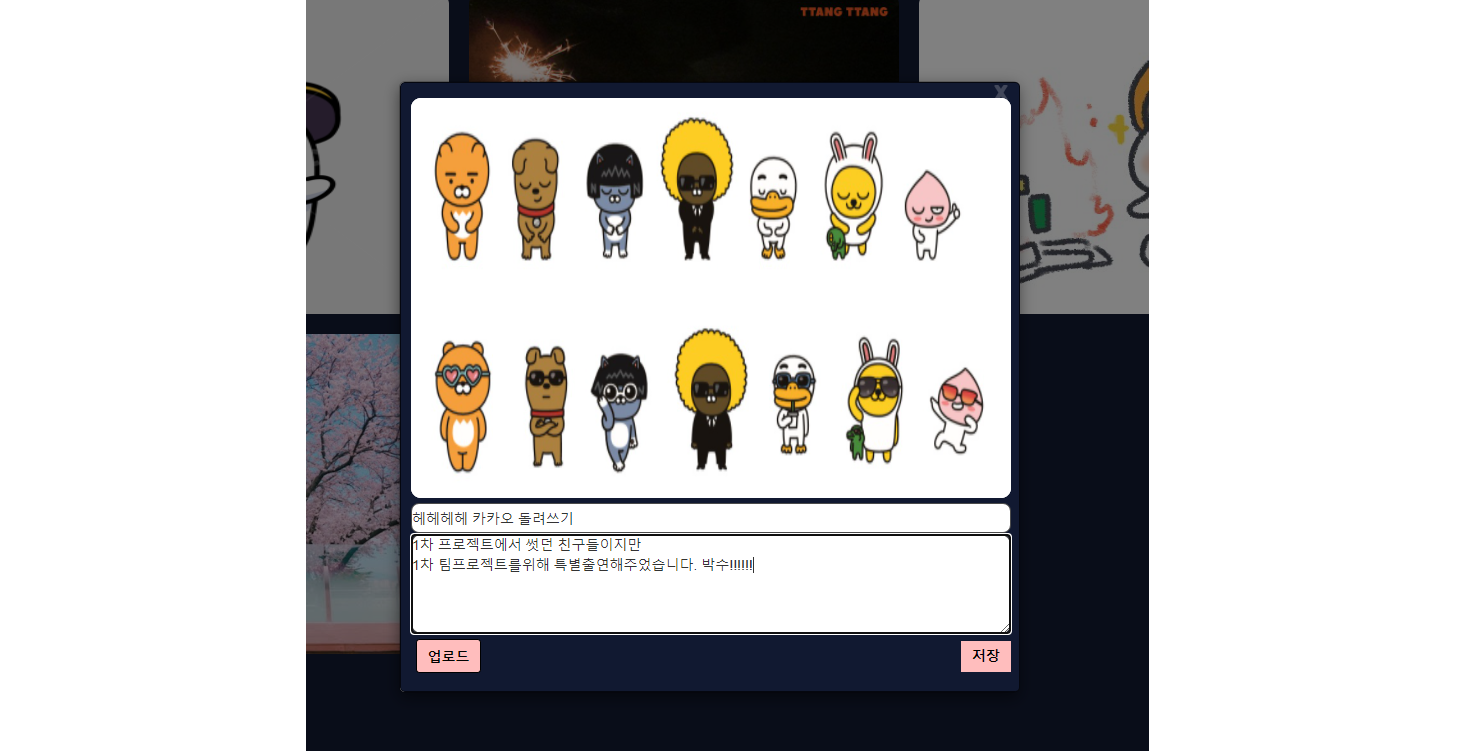 TTANG TTANG
X
헤헤헤헤 카카오 돌려쓰기
1차 프로젝트에서 썻던 친구들이지만
1차 팀프로젝트를위해 특별출연해주었습니다. 박수!!!!!!
업로드
저장